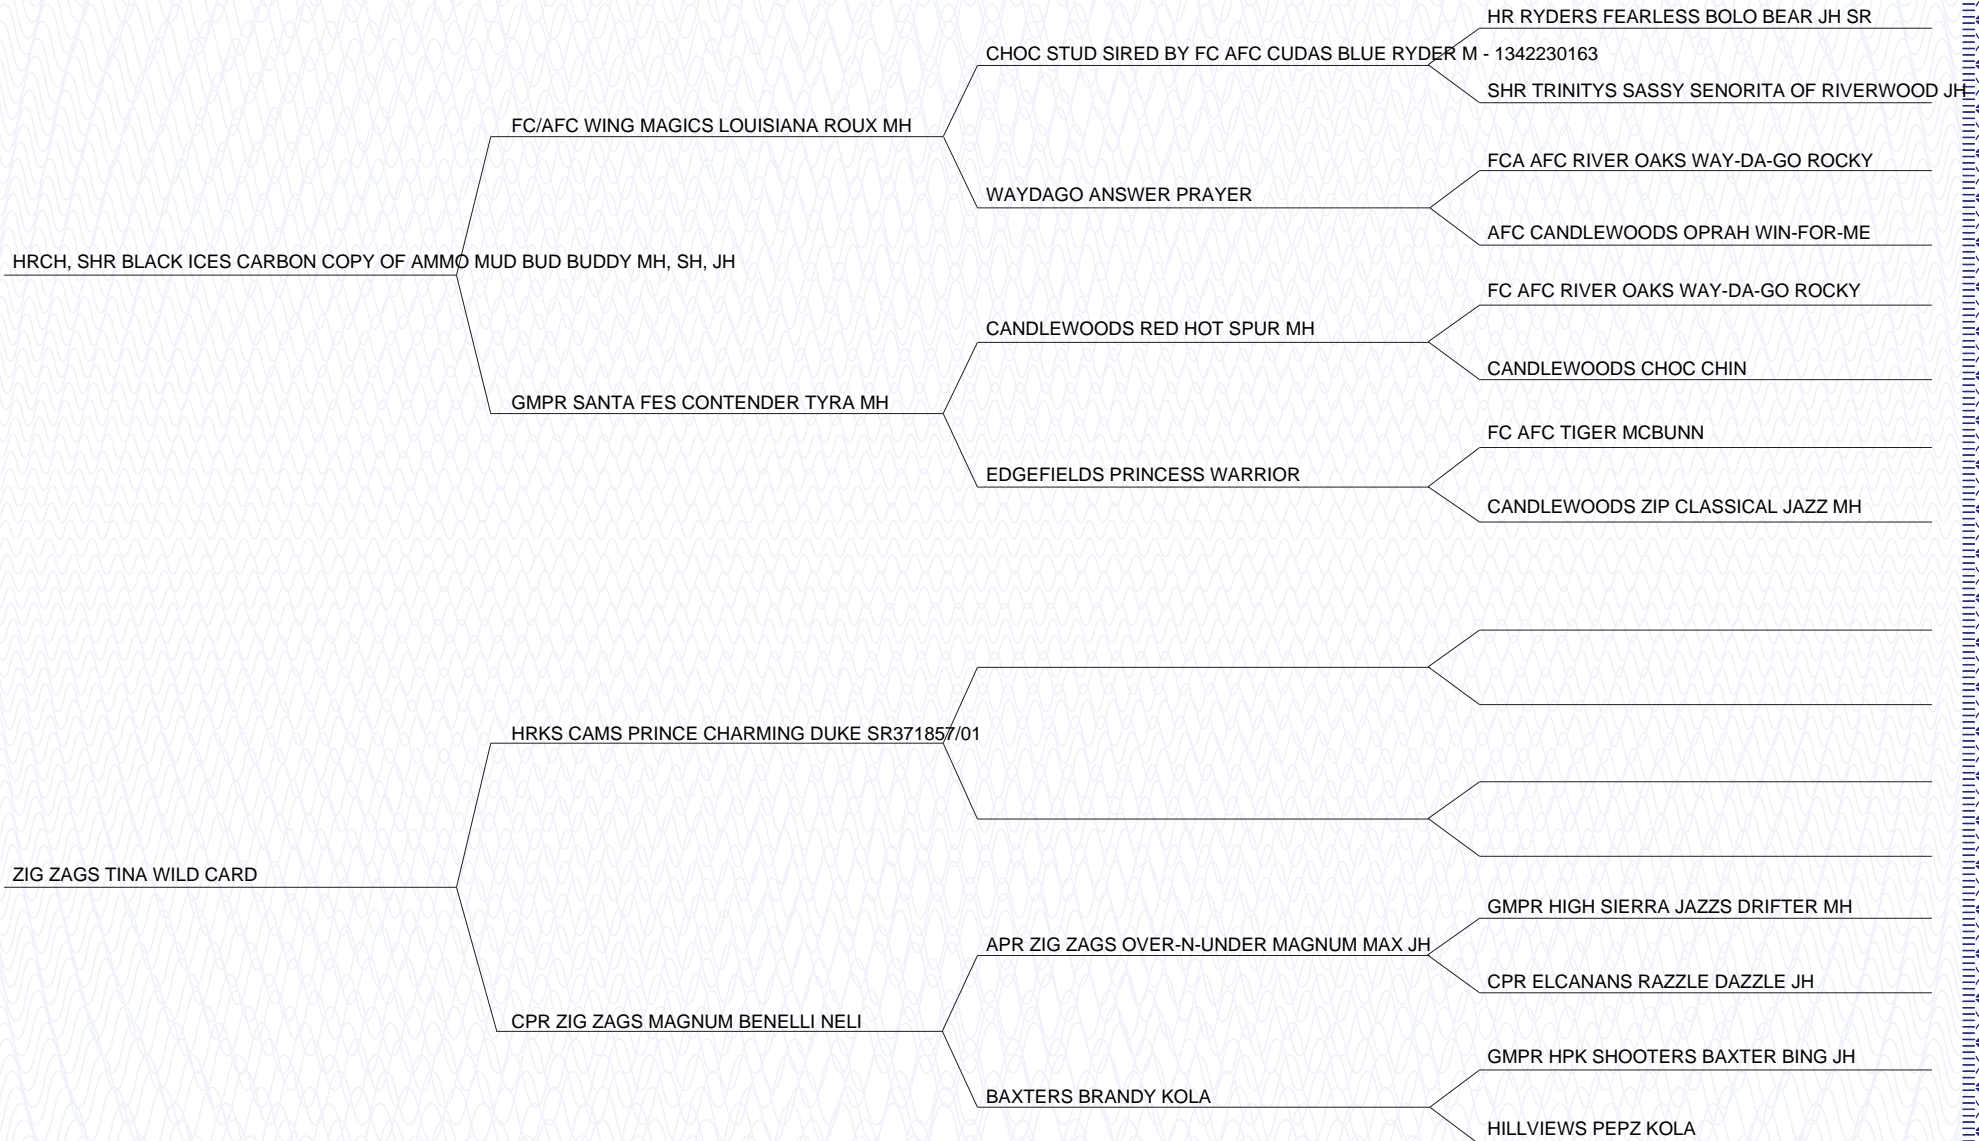 HR RYDERS FEARLESS BOLO BEAR JH SR
CHOC STUD SIRED BY FC AFC CUDAS BLUE RYDER M - 1342230163
SHR TRINITYS SASSY SENORITA OF RIVERWOOD JH
FC/AFC WING MAGICS LOUISIANA ROUX MH
FCA AFC RIVER OAKS WAY-DA-GO ROCKY
WAYDAGO ANSWER PRAYER
AFC CANDLEWOODS OPRAH WIN-FOR-ME
HRCH, SHR BLACK ICES CARBON COPY OF AMMO MUD BUD BUDDY MH, SH, JH
FC AFC RIVER OAKS WAY-DA-GO ROCKY
CANDLEWOODS RED HOT SPUR MH
CANDLEWOODS CHOC CHIN
GMPR SANTA FES CONTENDER TYRA MH
FC AFC TIGER MCBUNN
EDGEFIELDS PRINCESS WARRIOR
CANDLEWOODS ZIP CLASSICAL JAZZ MH
HRKS CAMS PRINCE CHARMING DUKE SR371857/01
ZIG ZAGS TINA WILD CARD
GMPR HIGH SIERRA JAZZS DRIFTER MH
APR ZIG ZAGS OVER-N-UNDER MAGNUM MAX JH
CPR ELCANANS RAZZLE DAZZLE JH
CPR ZIG ZAGS MAGNUM BENELLI NELI
GMPR HPK SHOOTERS BAXTER BING JH
BAXTERS BRANDY KOLA
HILLVIEWS PEPZ KOLA